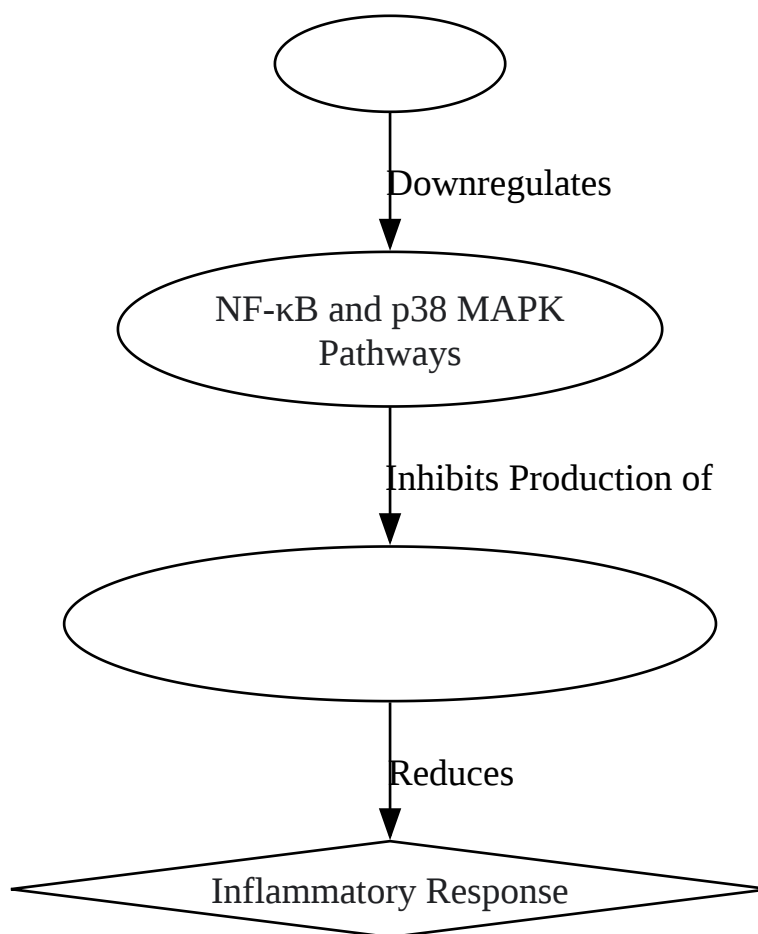 Downregulates
NF-κB and p38 MAPK
Pathways
Inhibits Production of
Reduces
Inflammatory Response